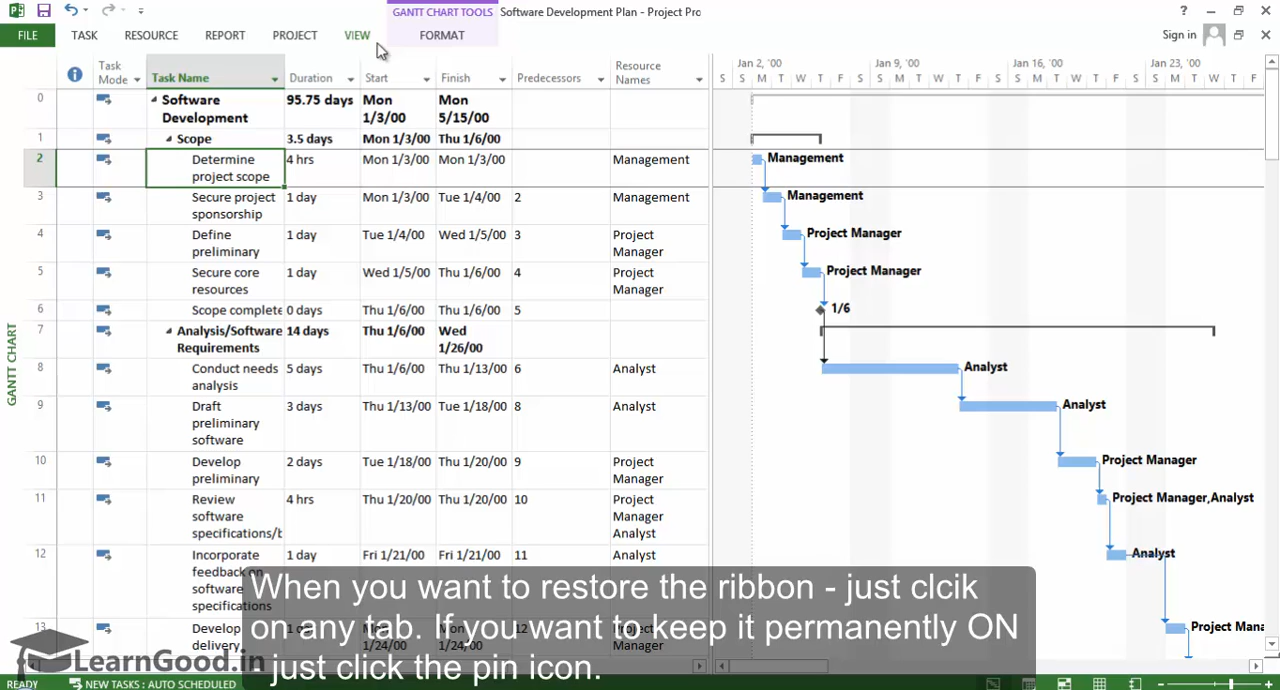 GANTT CHART TOOLS Software Development Plan - Project Pro
FILE TASK RESOURCE REPORT PROJECT VIEW FORMAT Sign in
Task Mode Task Name Duration Start Finish Predecessors Resource Names
Jan 2, '00 Jan 9, '00 Jan 16, '00 Jan 23, '00
S M T W T F S S M T W T F S S M T W T F S S M T W T F
0 Software Development 95.75 days Mon 1/3/00 Mon 5/15/00
1 Scope 3.5 days Mon 1/3/00 Thu 1/6/00
2 Determine project scope 4 hrs Mon 1/3/00 Mon 1/3/00 Management
Management
3 Secure project sponsorship 1 day Mon 1/3/00 Tue 1/4/00 2 Management
Management
4 Define preliminary 1 day Tue 1/4/00 Wed 1/5/00 3 Project Manager
Project Manager
5 Secure core resources 1 day Wed 1/5/00 Thu 1/6/00 4 Project Manager
Project Manager
6 Scope complete 0 days Thu 1/6/00 Thu 1/6/00 5
1/6
7 Analysis/Software Requirements 14 days Thu 1/6/00 Wed 1/26/00
8 Conduct needs analysis 5 days Thu 1/6/00 Thu 1/13/00 6 Analyst
Analyst
9 Draft preliminary software 3 days Thu 1/13/00 Tue 1/18/00 8 Analyst
Analyst
10 Develop preliminary 2 days Tue 1/18/00 Thu 1/20/00 9 Project Manager
Project Manager
11 Review software specifications/b 4 hrs Thu 1/20/00 Thu 1/20/00 10 Project Manager Analyst
Project Manager,Analyst
12 Incorporate feedback on software specifications 1 day Fri 1/21/00 Fri 1/21/00 11 Analyst
Analyst
13 Develop delivery Mon 1/24/00 Mon 1/24/00 12 Project Manager
Project Mana
GANTT CHART
When you want to restore the ribbon - just clcik
on any tab. If you want to keep it permanently ON
- just click the pin icon.
LearnGood.in
READY NEW TASKS : AUTO SCHEDULED